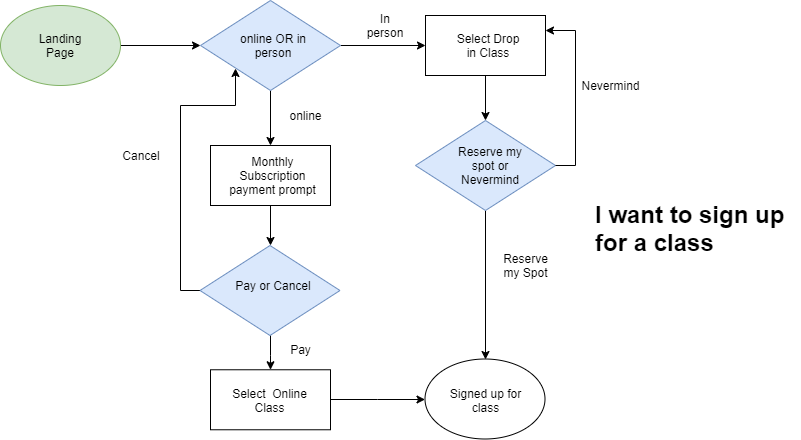 Landing
Page
online OR in
person
In
person
Select Drop
in Class
Nevermind
online
Cancel
Monthly
Subscription
payment prompt
Reserve my
spot or
Nevermind
I want to sign up
for a class
Reserve
my Spot
Pay or Cancel
Pay
Select Online
Class
Signed up for
class